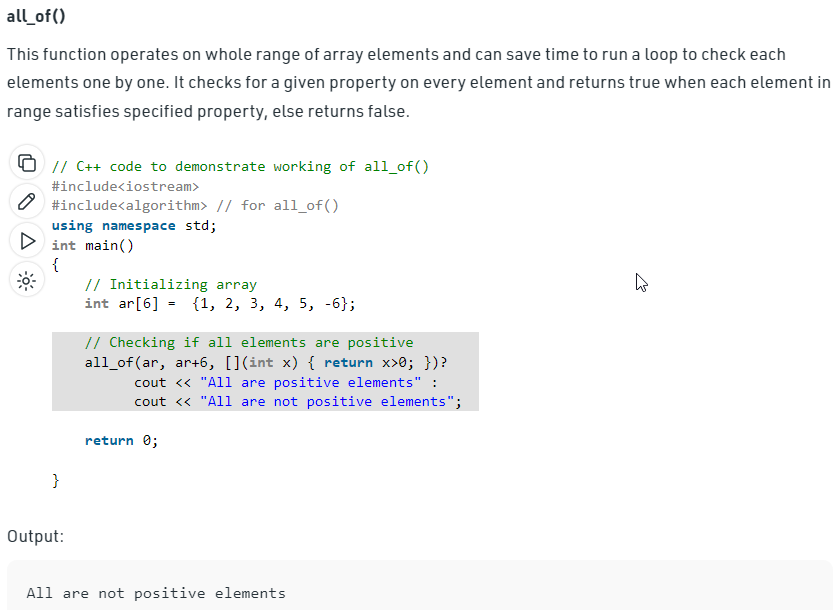 all_of()
This function operates on whole range of array elements and can save time to run a loop to check each
elements one by one. It checks for a given property on every element and returns true when each element in
range satisfies specified property, else returns false.
// C++ code to demonstrate working of all_of()
#include<iostream>
#include<algorithm> // for all_of()
using namespace std;
int main()
{
    // Initializing array
    int ar[6] =  {1, 2, 3, 4, 5, -6};
    // Checking if all elements are positive
    all_of(ar, ar+6, [](int x) { return x>0; })?
          cout << "All are positive elements" :
          cout << "All are not positive elements";
    return 0;
}
Output:
All are not positive elements